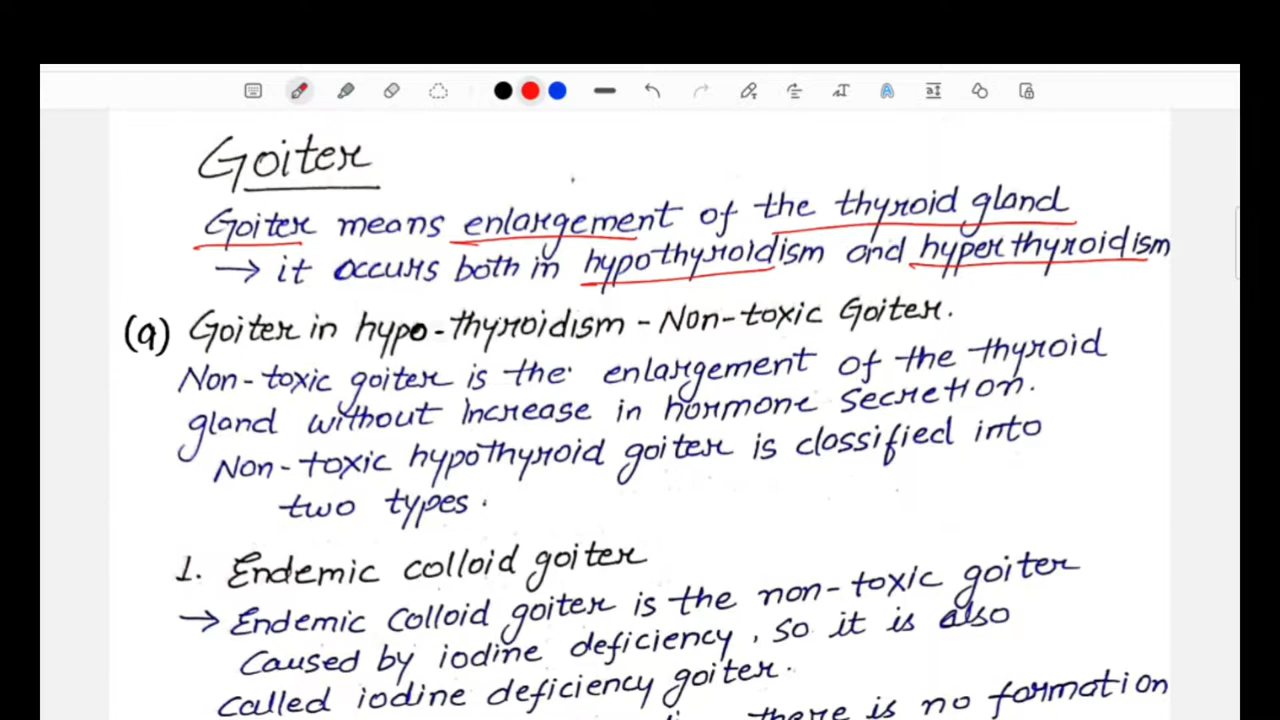 Goiter
Goiter means enlargement of the thyroid gland
→ it occurs both in hypothyroidism and hyperthyroidism
(a) Goiter in hypo-thyroidism - Non-toxic Goiter.
Non-toxic goiter is the enlargement of the thyroid
gland without increase in hormone secretion.
Non-toxic hypothyroid goiter is classified into
two types.
1. Endemic colloid goiter
→ Endemic colloid goiter is the non-toxic goiter
caused by iodine deficiency, so it is also
called iodine deficiency goiter.
there is no formation